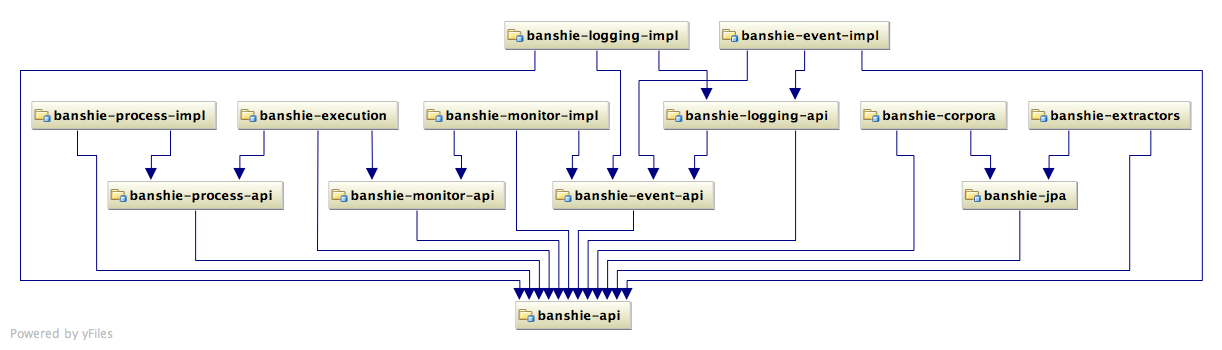 banshie-logging-impl
banshie-event-impl
banshie-process-impl
banshie-execution
banshie-monitor-impl
banshie-logging-api
banshie-corpora
banshie-extractors
banshie-process-api
banshie-monitor-api
banshie-event-api
banshie-jpa
banshie-api
Powered by yFiles